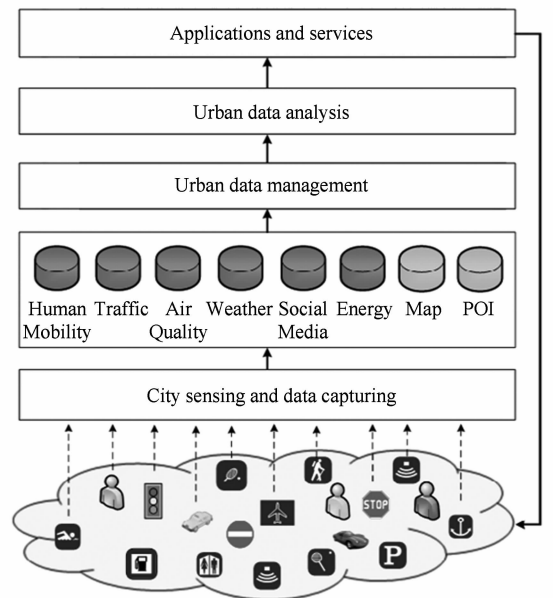 Applications and services
Urban data analysis
Urban data management
Human Traffic Air Weather Social Energy Map POI
Mobility Quality Media
City sensing and data capturing
STOP
P